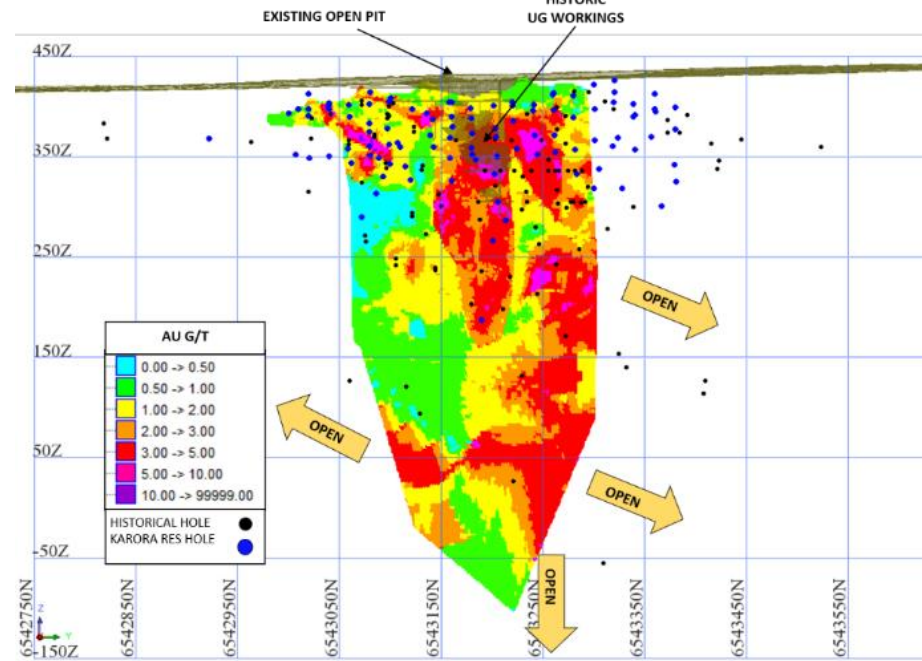 HISTORIC
EXISTING OPEN PIT
UG WORKINGS
450Z
350Z
250Z
150Z
50Z
-50Z
-150Z
OPEN
OPEN
OPEN
OPEN
AU G/T
0.00 -> 0.50
0.50 -> 1.00
1.00 -> 2.00
2.00 -> 3.00
3.00 -> 5.00
5.00 -> 10.00
10.00 -> 99999.00
HISTORICAL HOLE
KARORA RES HOLE
6542750N
6542850N
6542950N
6543050N
6543150N
6543250N
6543350N
6543450N
6543550N
Z
Y